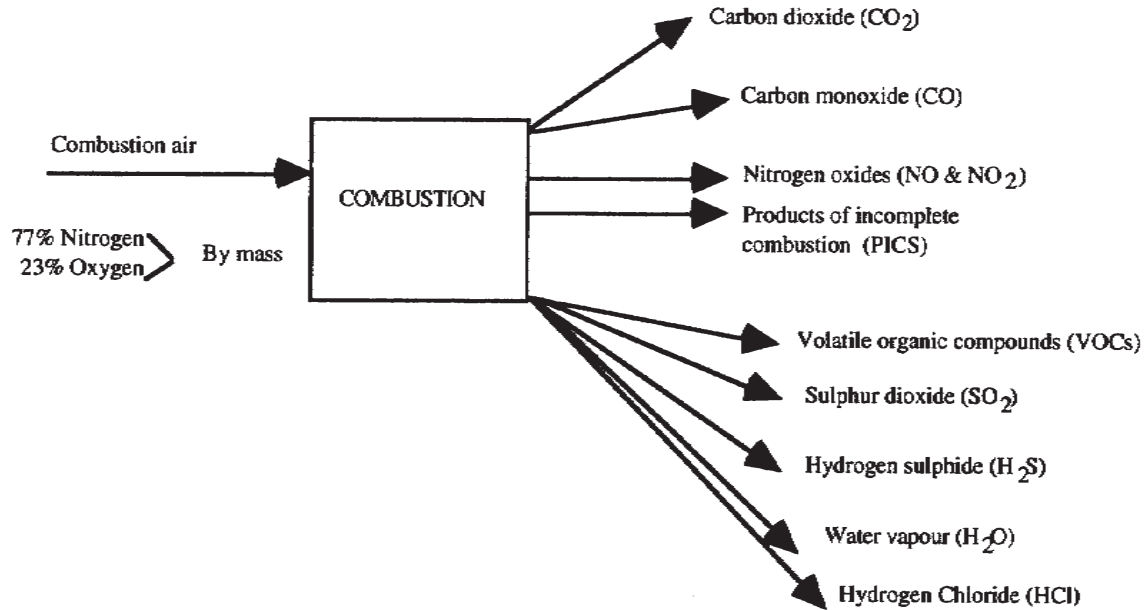 Carbon dioxide (CO2)
Carbon monoxide (CO)
Combustion air
COMBUSTION
Nitrogen oxides (NO & NO2)
Products of incomplete
combustion (PICS)
77% Nitrogen
23% Oxygen
By mass
Volatile organic compounds (VOCs)
Sulphur dioxide (SO2)
Hydrogen sulphide (H2S)
Water vapour (H2O)
Hydrogen Chloride (HCl)